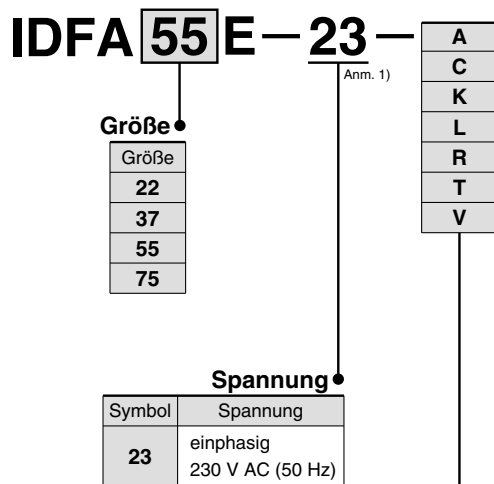 IDFA 55 E — 23 —
Anm. 1)
A
C
K
L
R
T
V
Größe
Größe
22
37
55
75
Spannung
Symbol Spannung
23 einphasig
230 V AC (50 Hz)